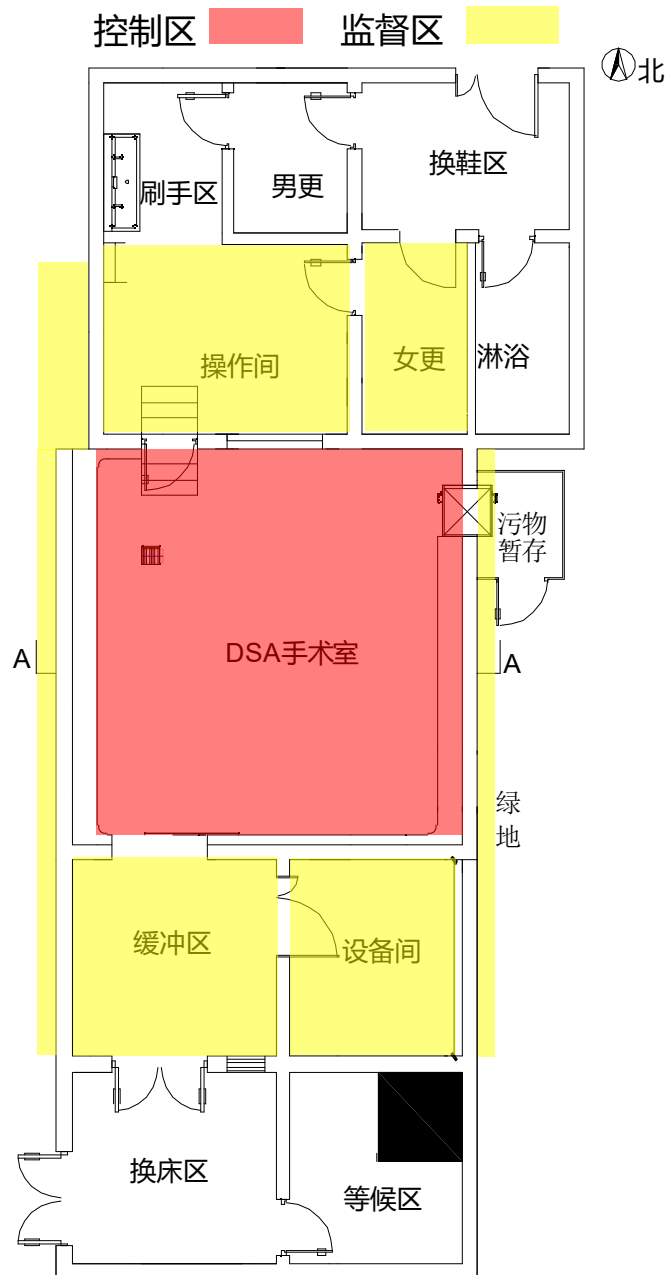 控制区 监督区
北
换鞋区
刷手区 男更
操作间 女更 淋浴
污物
暂存
A DSA手术室 A
绿
地
缓冲区 设备间
换床区 等候区